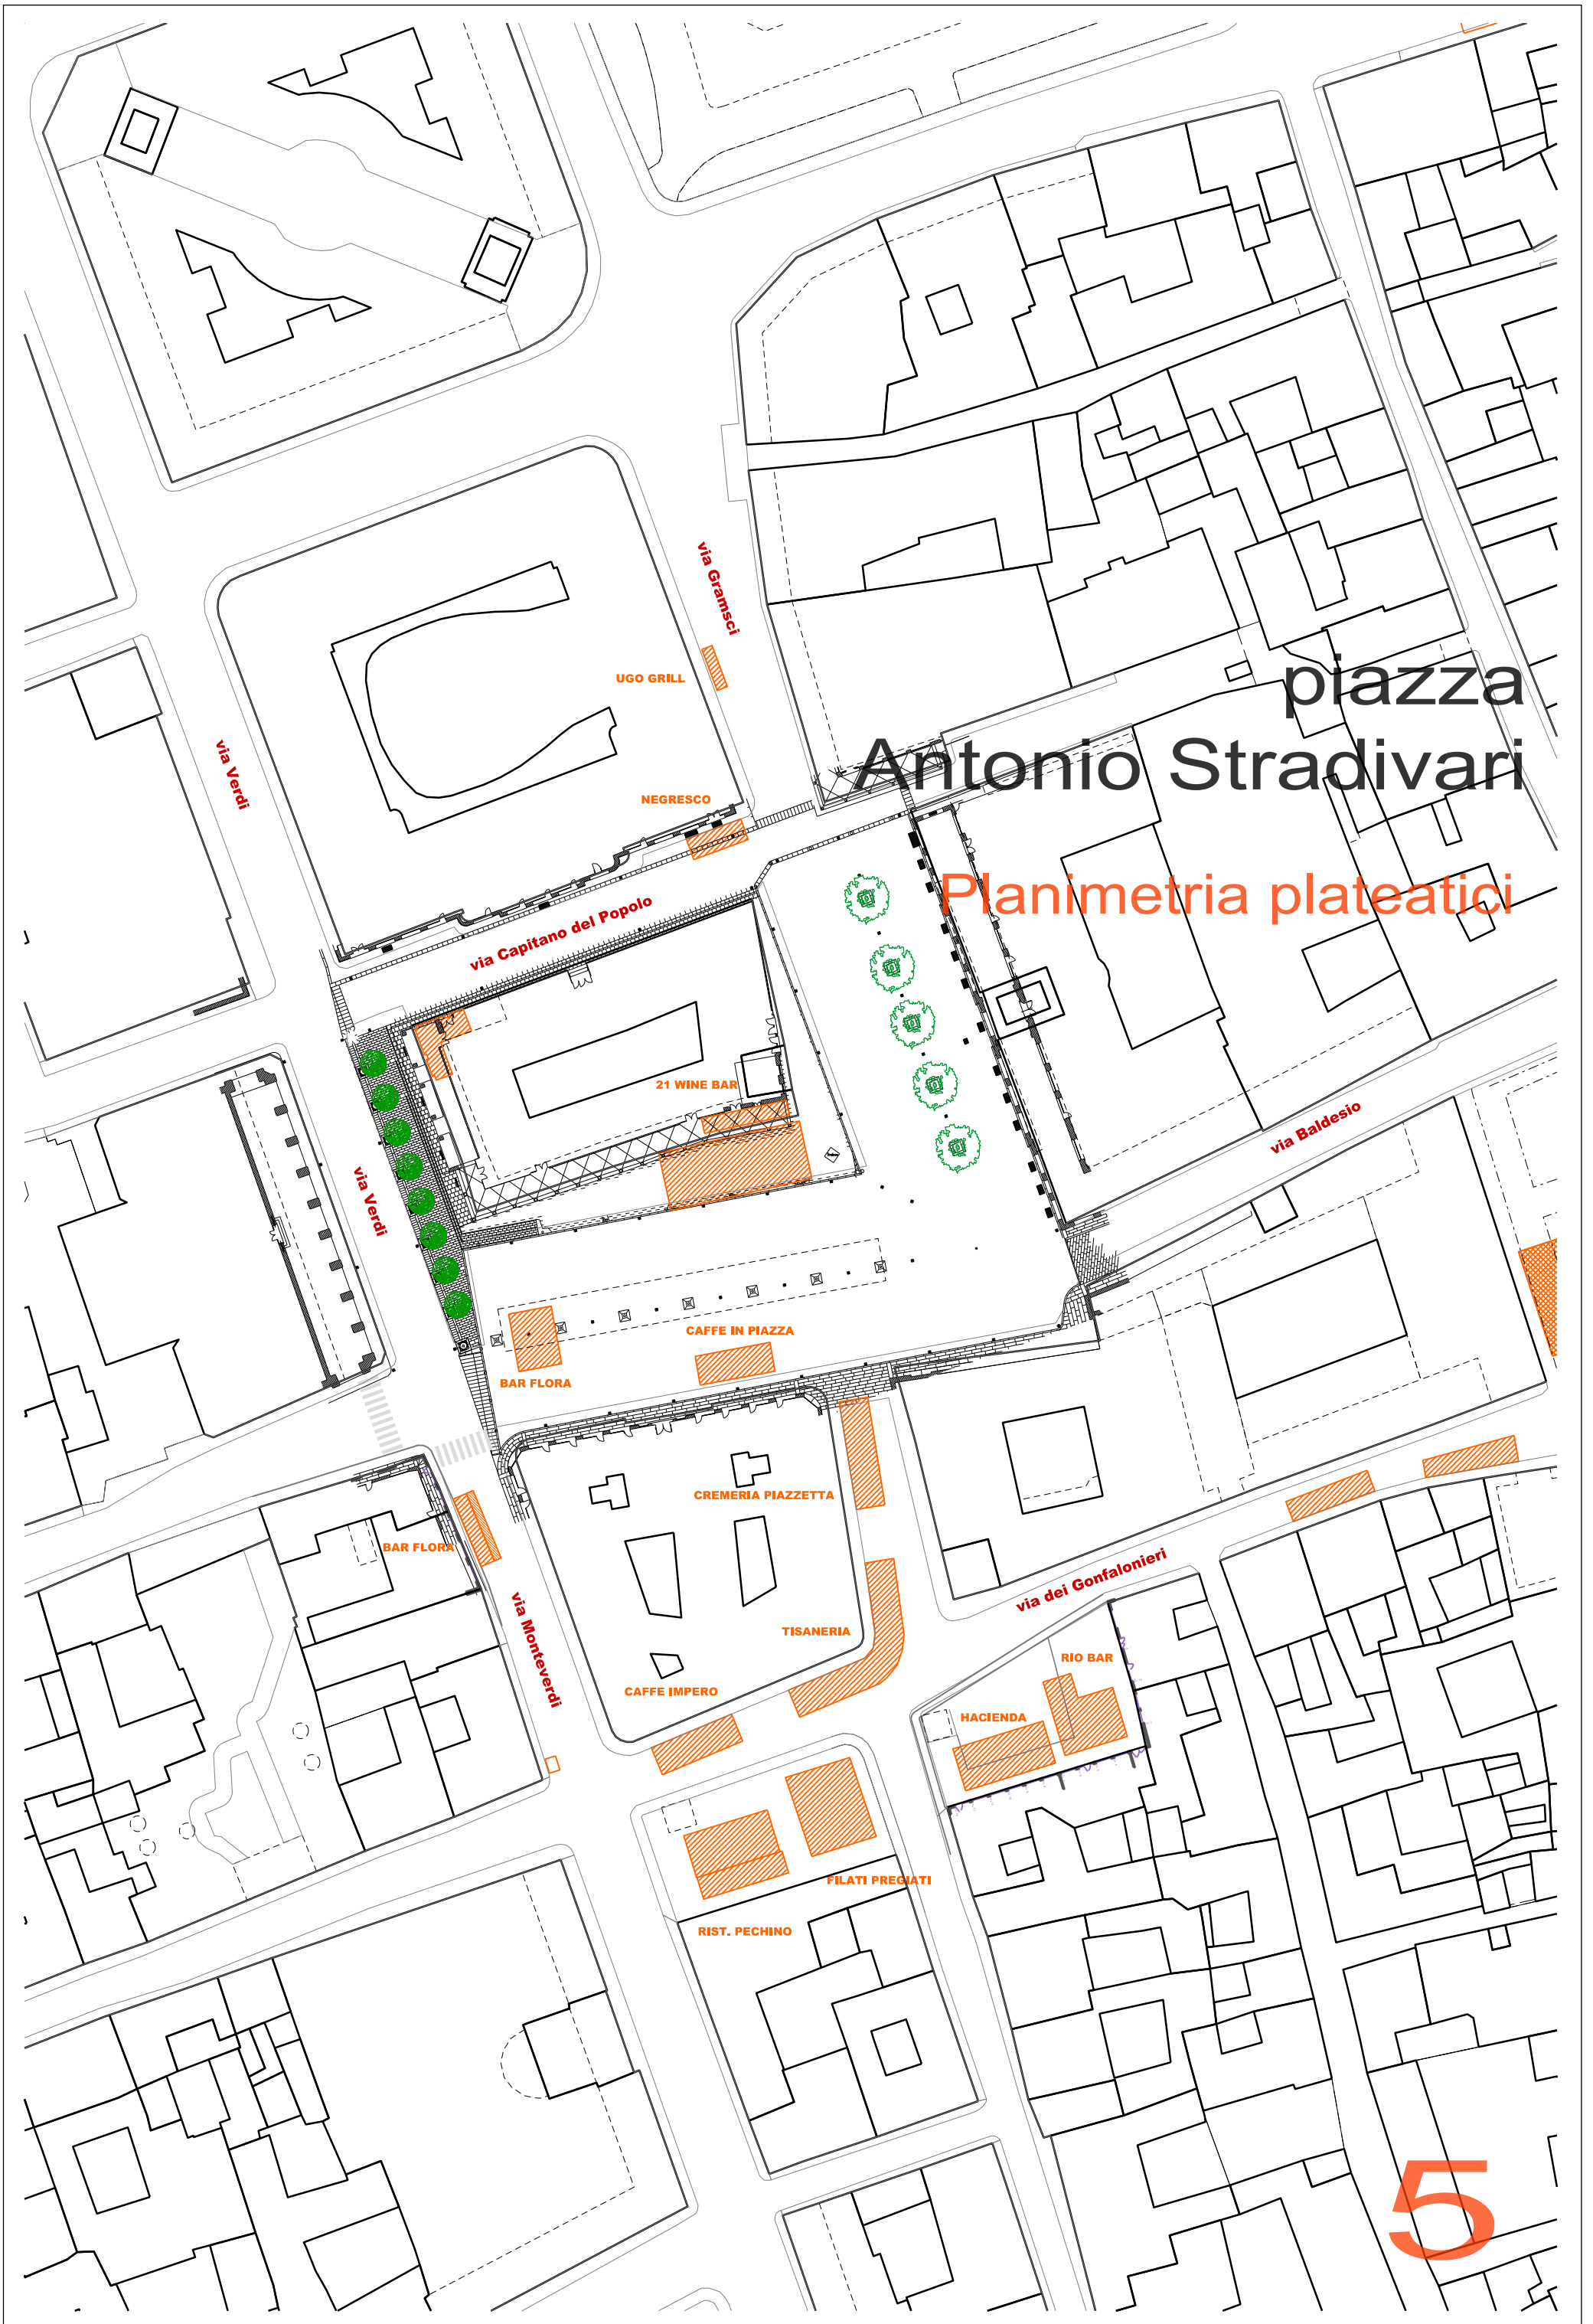 via Gramsci
UGO GRILL
piazza
Antonio Stradivari
via Verdi
NEGRESCO
Planimetria plateatici
via Capitano del Popolo
21 WINE BAR
via Baldesio
via Verdi
CAFFE IN PIAZZA
BAR FLORA
CREMERIA PIAZZETTA
BAR FLORA
via dei Gonfalonieri
via Monteverdi
TISANERIA
RIO BAR
CAFFE IMPERO
HACIENDA
FILATI PREGIATI
RIST. PECHINO
5